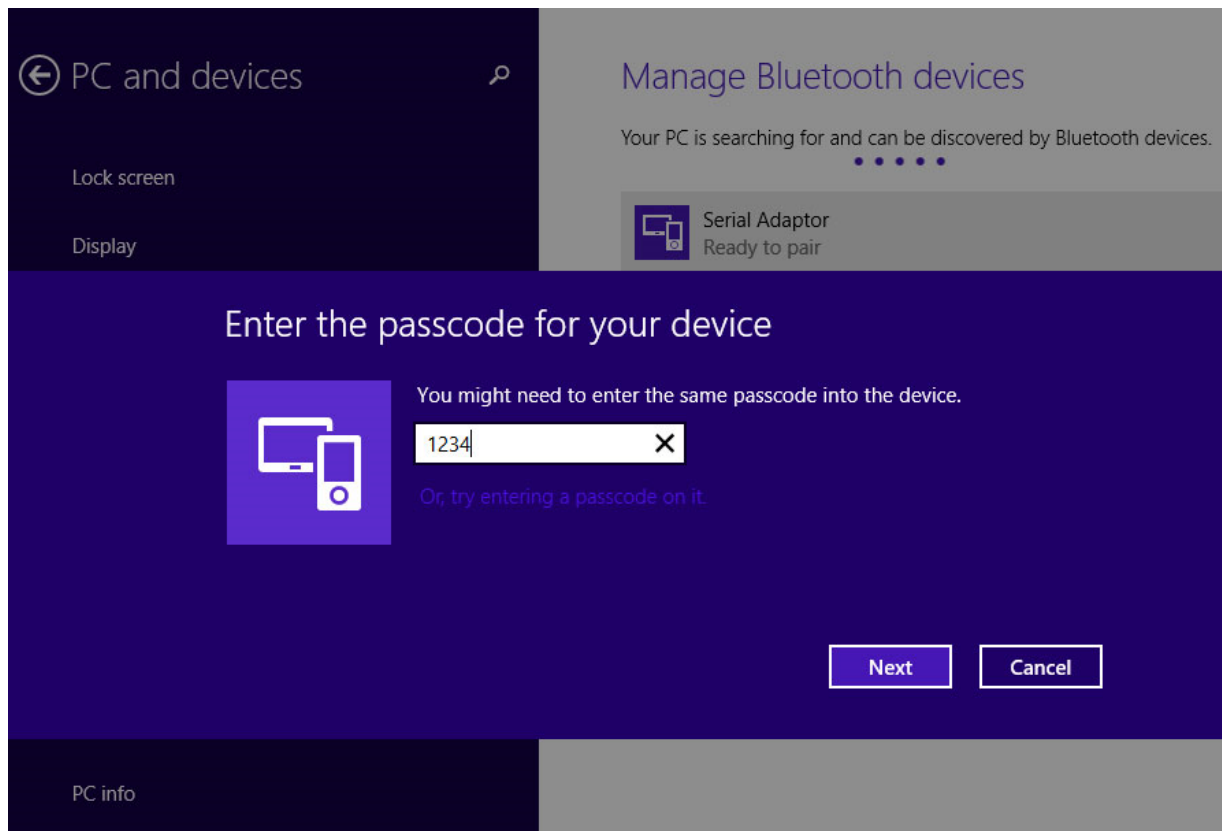 PC and devices
Lock screen
Display
Manage Bluetooth devices
Your PC is searching for and can be discovered by Bluetooth devices.
Serial Adaptor
Ready to pair
Enter the passcode for your device
You might need to enter the same passcode into the device.
1234
Or, try entering a passcode on it.
Next
Cancel
PC info